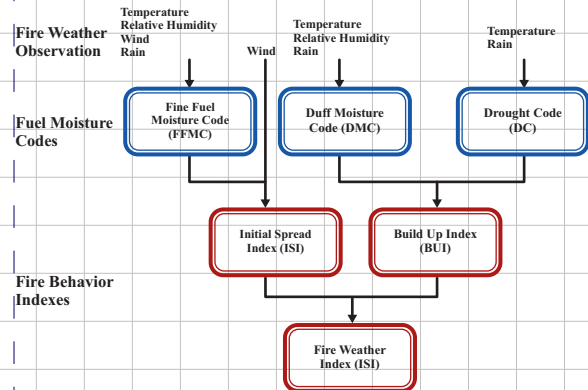 Fire Weather
Observation
Temperature
Relative Humidity
Wind
Rain
Wind
Temperature
Relative Humidity
Rain
Temperature
Rain
Fuel Moisture
Codes
Fine Fuel
Moisture Code
(FFMC)
Duff Moisture
Code (DMC)
Drought Code
(DC)
Initial Spread
Index (ISI)
Build Up Index
(BUI)
Fire Behavior
Indexes
Fire Weather
Index (ISI)